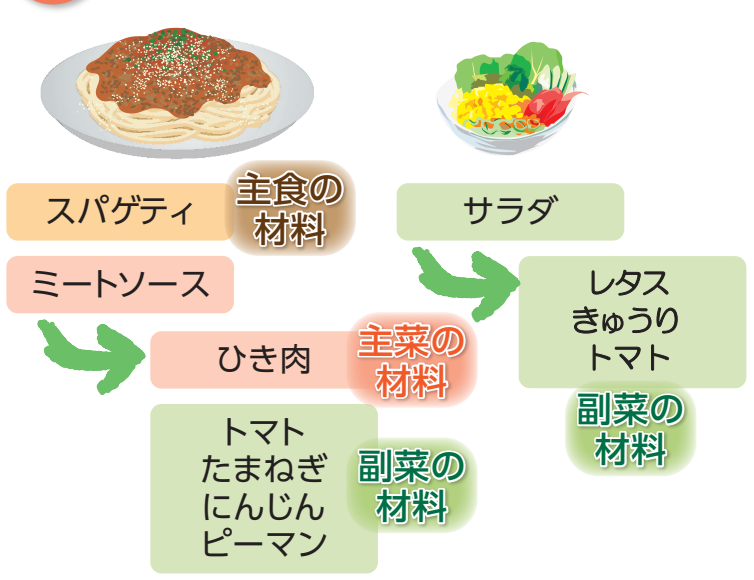 スパゲティ
主食の
材料
ミートソース
ひき肉
主菜の
材料
トマト
たまねぎ
にんじん
ピーマン
副菜の
材料
サラダ
レタス
きゅうり
トマト
副菜の
材料